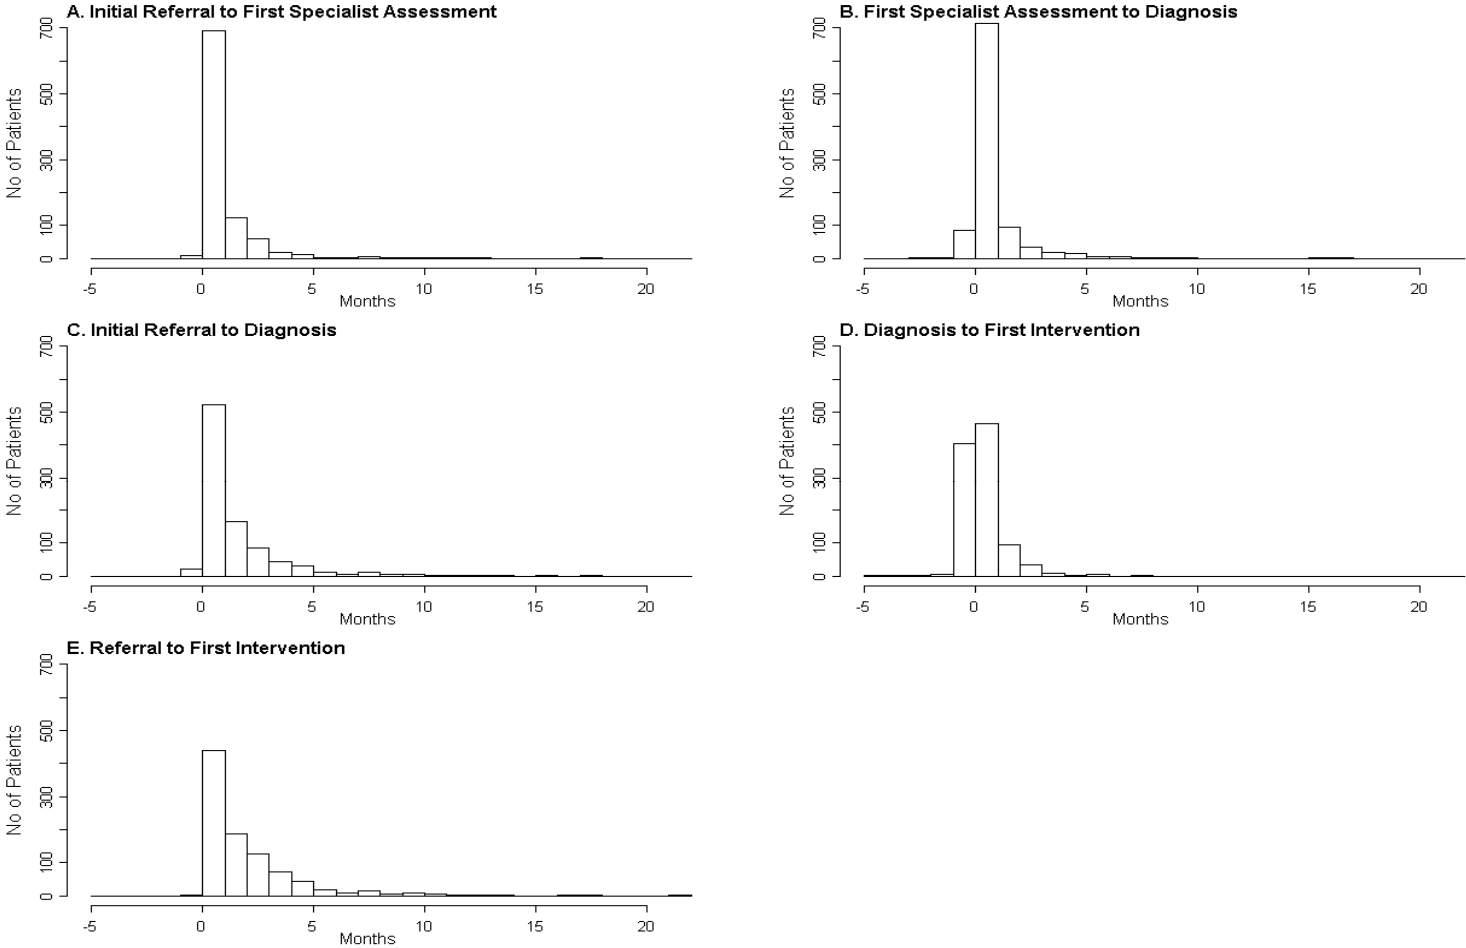 A. Initial Referral to First Specialist Assessment
No of Patients
700
500
300
100
0
-5 0 5 10 15 20
Months
B. First Specialist Assessment to Diagnosis
No of Patients
700
500
300
100
0
-5 0 5 10 15 20
Months
C. Initial Referral to Diagnosis
No of Patients
700
500
300
100
0
-5 0 5 10 15 20
Months
D. Diagnosis to First Intervention
No of Patients
700
500
300
100
0
-5 0 5 10 15 20
Months
E. Referral to First Intervention
No of Patients
700
500
300
100
0
-5 0 5 10 15 20
Months